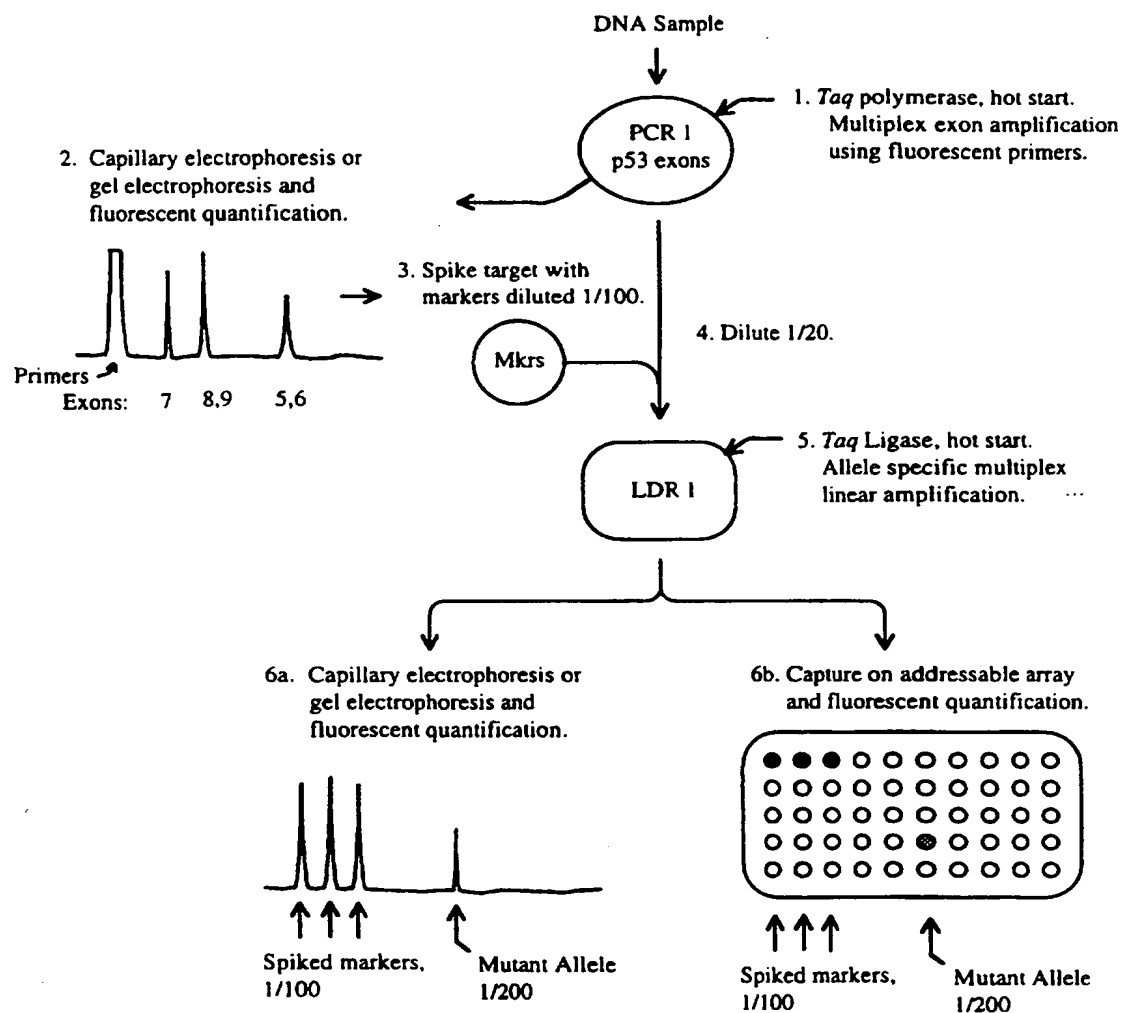 DNA Sample
PCR 1
p53 exons
1. Taq polymerase, hot start.
Multiplex exon amplification
using fluorescent primers.
2. Capillary electrophoresis or
gel electrophoresis and
fluorescent quantification.
Primers
Exons: 7 8,9 5,6
3. Spike target with
markers diluted 1/100.
Mkrs
4. Dilute 1/20.
LDR 1
5. Taq Ligase, hot start.
Allele specific multiplex
linear amplification.
6a. Capillary electrophoresis or
gel electrophoresis and
fluorescent quantification.
Spiked markers,
1/100
Mutant Allele
1/200
6b. Capture on addressable array
and fluorescent quantification.
Spiked markers,
1/100
Mutant Allele
1/200